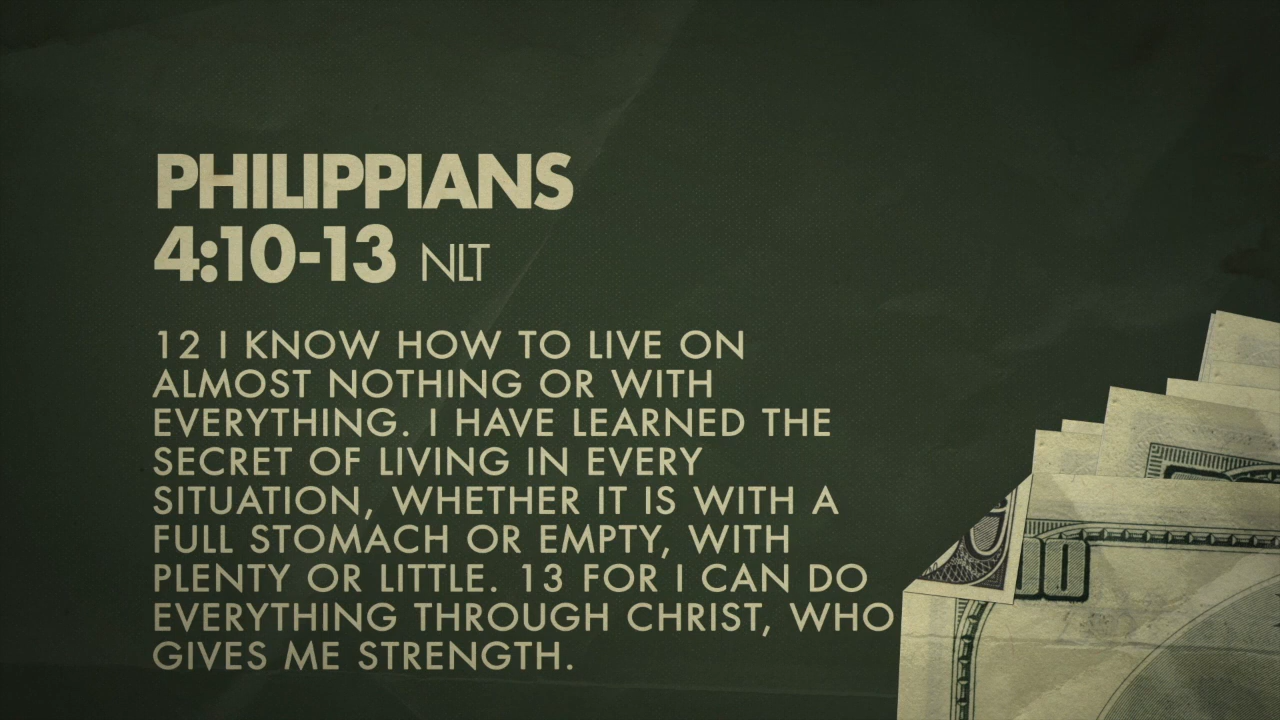 PHILIPPIANS
4:10-13 NLT
12 I KNOW HOW TO LIVE ON
ALMOST NOTHING OR WITH
EVERYTHING. I HAVE LEARNED THE
SECRET OF LIVING IN EVERY
SITUATION, WHETHER IT IS WITH A
FULL STOMACH OR EMPTY, WITH
PLENTY OR LITTLE. 13 FOR I CAN DO
EVERYTHING THROUGH CHRIST, WHO
GIVES ME STRENGTH.